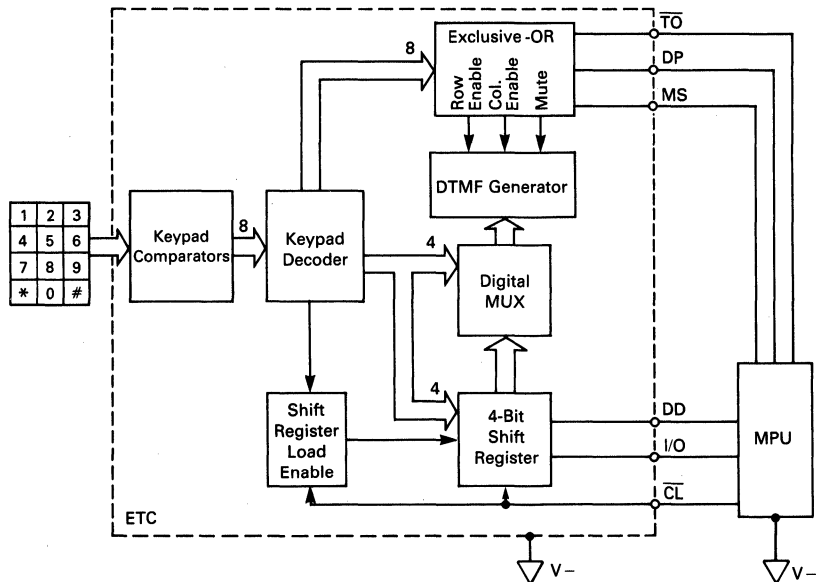 8
4
Exclusive-OR
Row
Enable
Col.
Enable
Mute
T̅O̅
DP
MS
DTMF Generator
1 2 3
4 5 6
7 8 9
* 0 #
Keypad
Comparators
8
Keypad
Decoder
4
Digital
MUX
4
Shift
Register
Load
Enable
4-Bit
Shift
Register
DD
I/O
C̅L̅
MPU
ETC
V–
V–